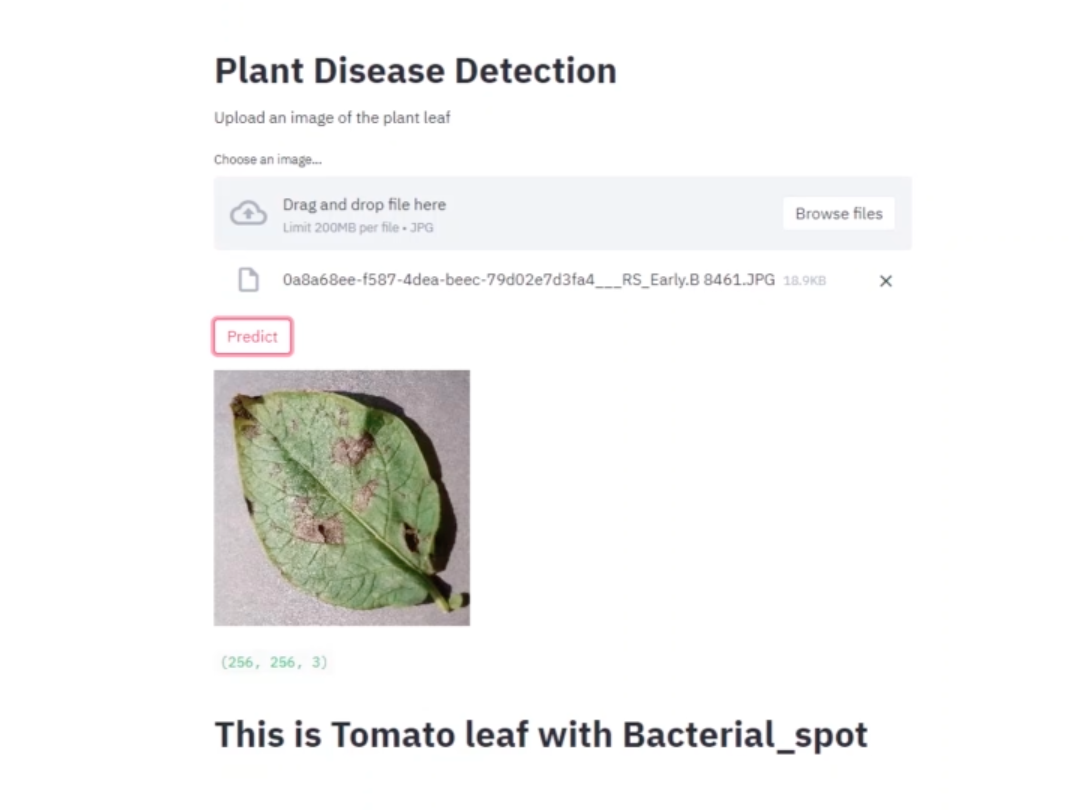 Plant Disease Detection
Upload an image of the plant leaf
Choose an image...
Drag and drop file here
Limit 200MB per file • JPG
Browse files
0a8a68ee-f587-4dea-beec-79d02e7d3fa4___RS_Early.B 8461.JPG 18.9KB
Predict
(256, 256, 3)
This is Tomato leaf with Bacterial_spot